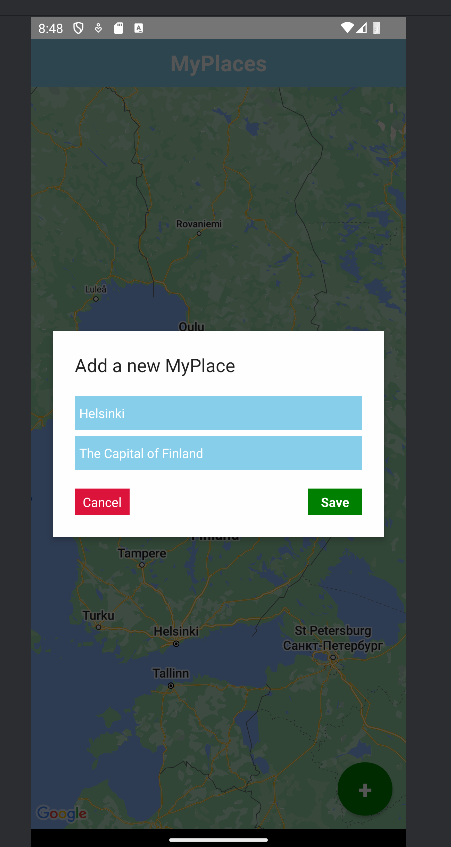 8:48
MyPlaces
Rovaniemi
Luleå
Oulu
Add a new MyPlace
Helsinki
The Capital of Finland
Cancel
Save
Finland
Tampere
Turku
Helsinki
St Petersburg
Санкт-Петербург
Tallinn
+
Google